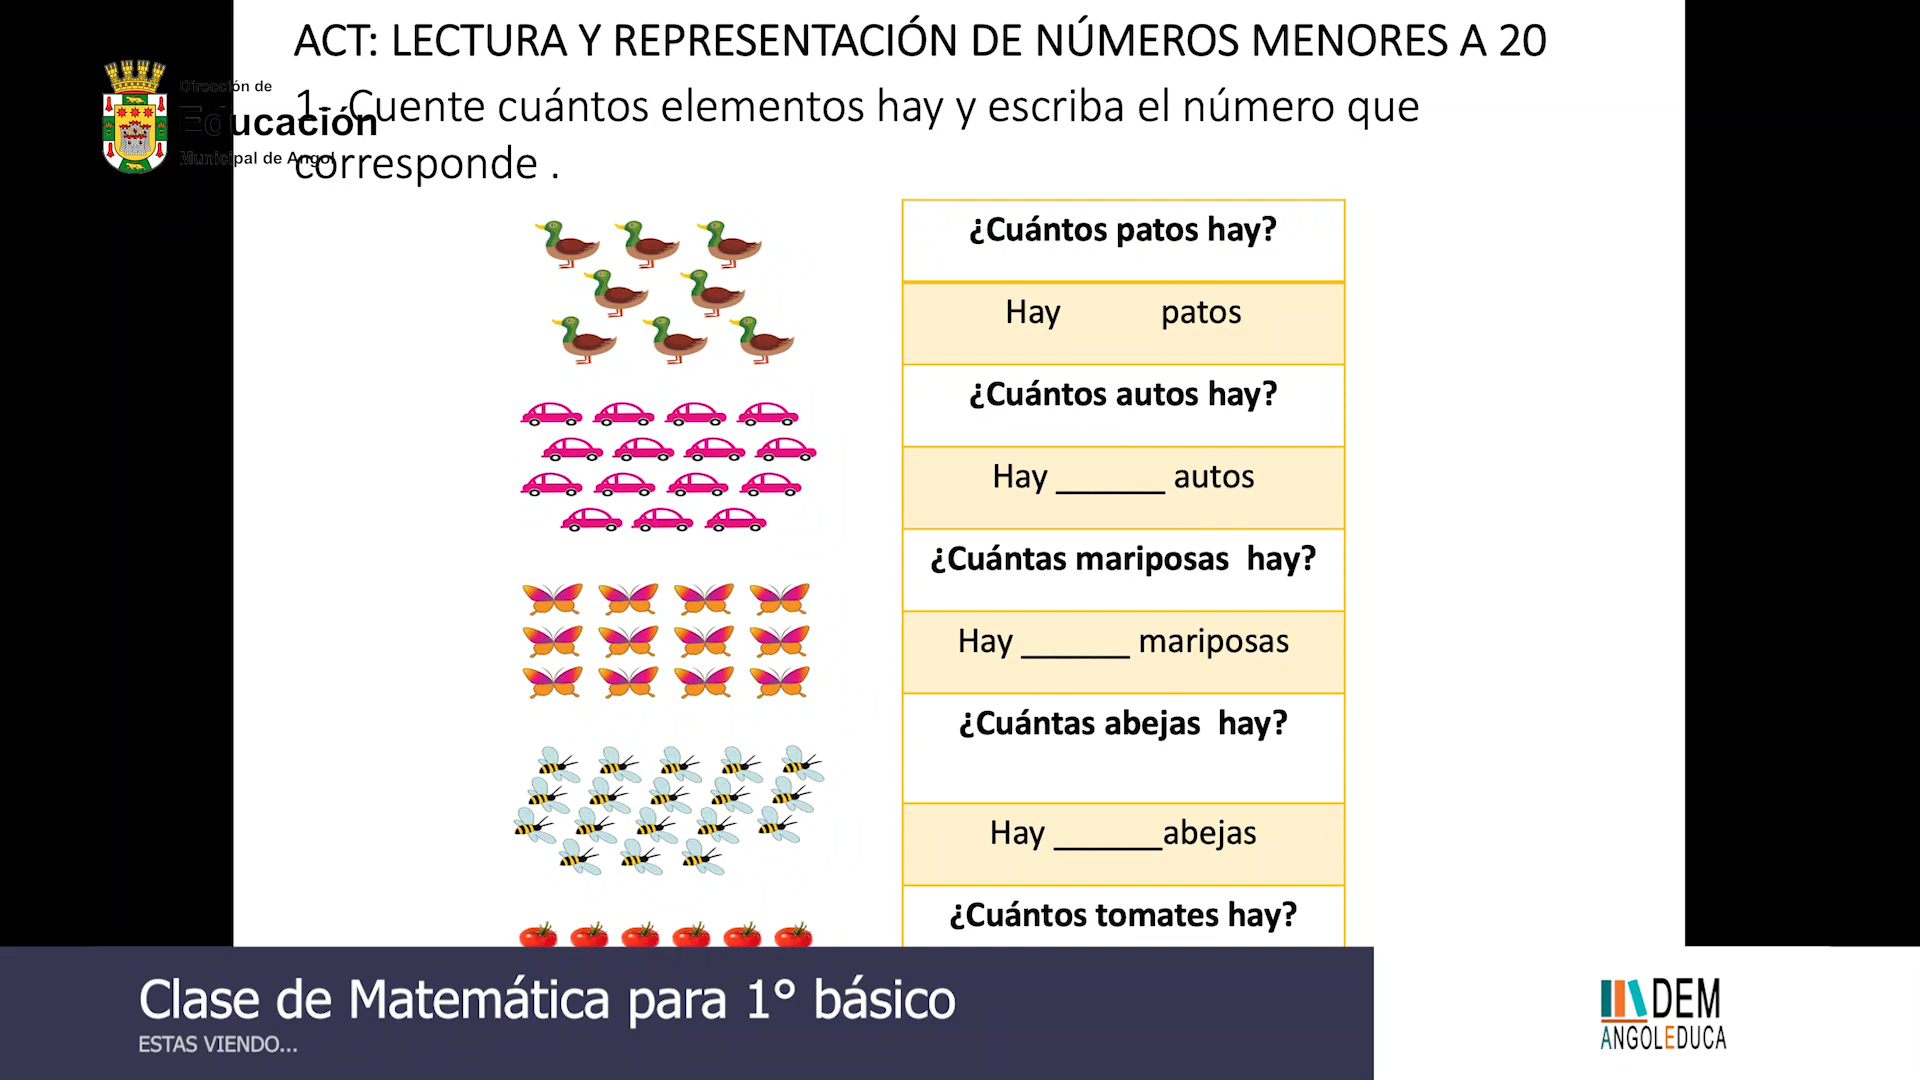 ACT: LECTURA Y REPRESENTACIÓN DE NÚMEROS MENORES A 20
1- Cuente cuántos elementos hay y escriba el número que
corresponde .
Dirección de
Educación
Municipal de Angol
¿Cuántos patos hay?
Hay patos
¿Cuántos autos hay?
Hay ______ autos
¿Cuántas mariposas hay?
Hay ______ mariposas
¿Cuántas abejas hay?
Hay ______abejas
¿Cuántos tomates hay?
Clase de Matemática para 1° básico
ESTAS VIENDO...
DEM
ANGOLEDUCA